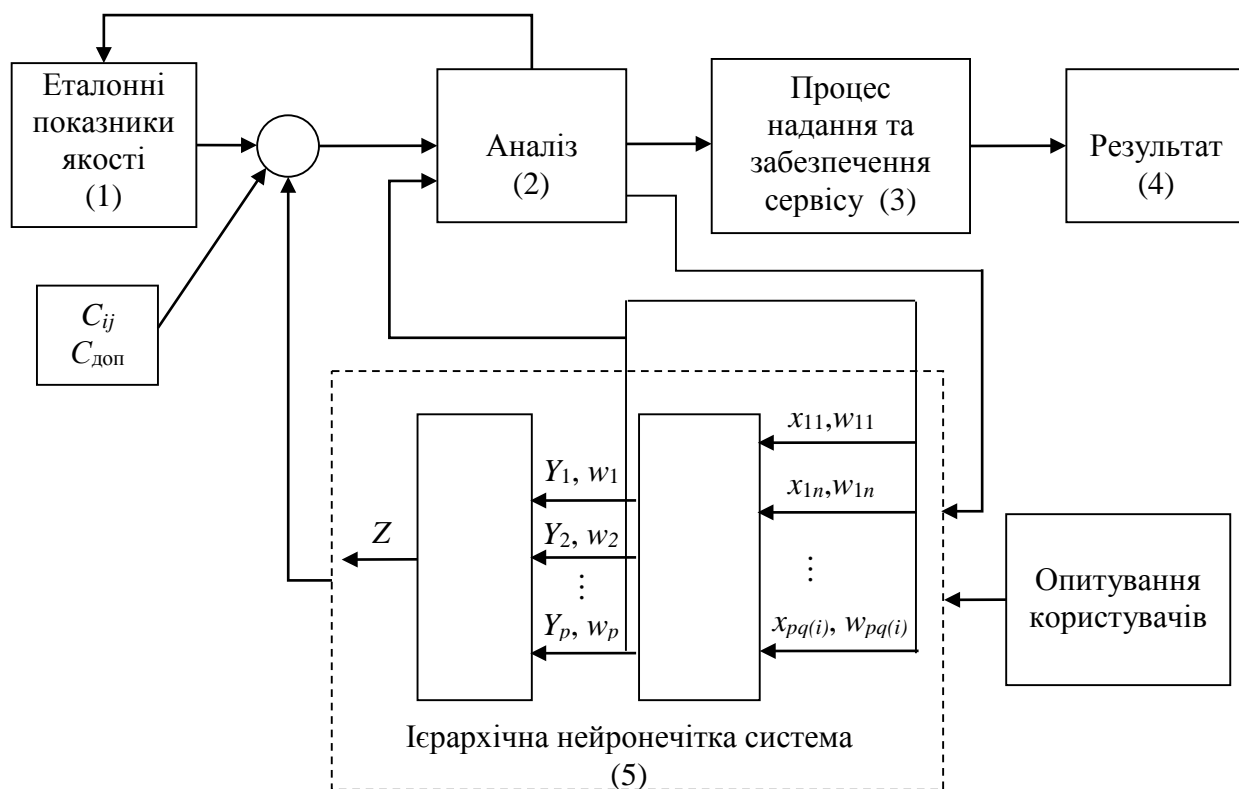 Еталонні
показники
якості
(1)
Аналіз
(2)
Процес
надання та
забезпечення
сервісу (3)
Результат
(4)
Cij
Cдоп
x11,w11
x1n,w1n
⋮
xpq(i), wpq(i)
Y1, w1
Y2, w2
⋮
Yp, wp
Z
Опитування
користувачів
Ієрархічна нейронечітка система
(5)